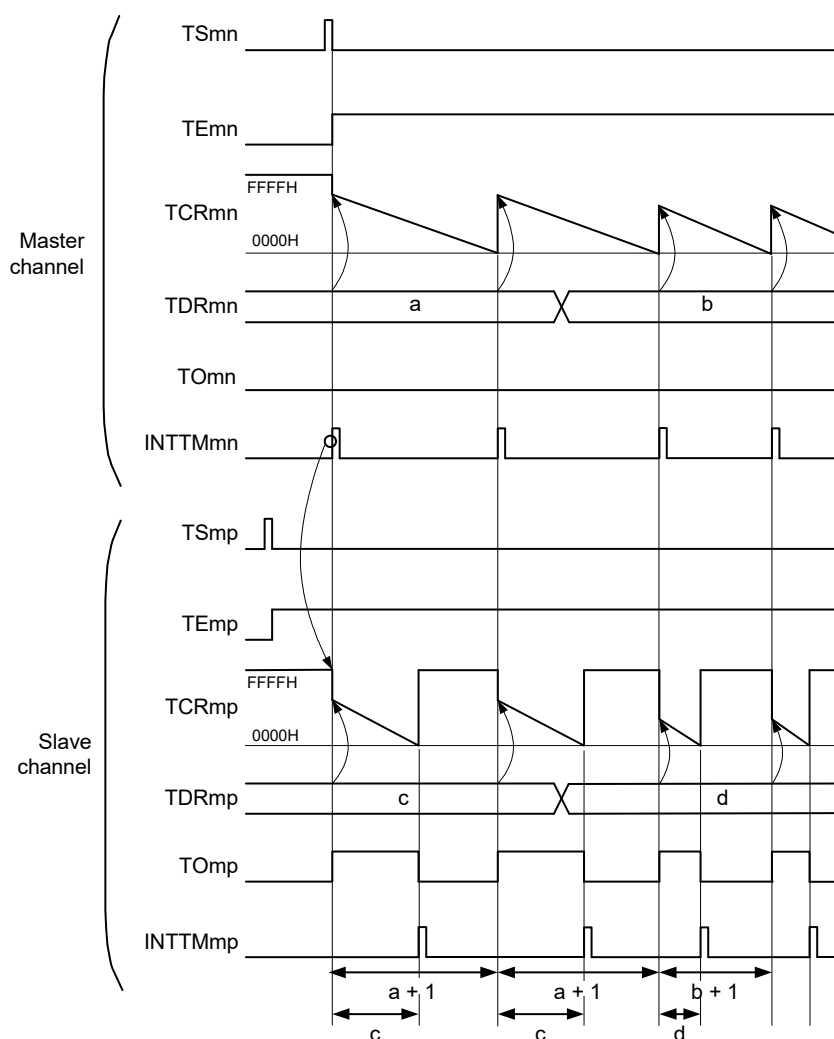 TSmn
TEmn
FFFFH
TCRmn
0000H
Master
channel
TDRmn
a
b
TOmn
INTTMmn
TSmp
TEmp
FFFFH
TCRmp
0000H
Slave
channel
TDRmp
c
d
TOmp
INTTMmp
a + 1
a + 1
b + 1
c
c
d